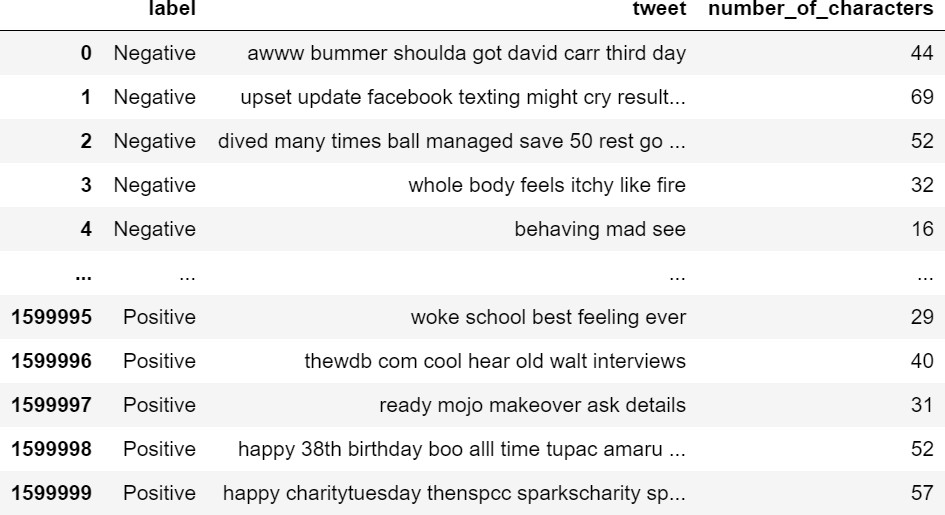 label tweet number_of_characters
0 Negative awww bummer shoulda got david carr third day 44
1 Negative upset update facebook texting might cry result... 69
2 Negative dived many times ball managed save 50 rest go ... 52
3 Negative whole body feels itchy like fire 32
4 Negative behaving mad see 16
... ... ... ...
1599995 Positive woke school best feeling ever 29
1599996 Positive thewdb com cool hear old walt interviews 40
1599997 Positive ready mojo makeover ask details 31
1599998 Positive happy 38th birthday boo alll time tupac amaru ... 52
1599999 Positive happy charitytuesday thenspcc sparkscharity sp... 57